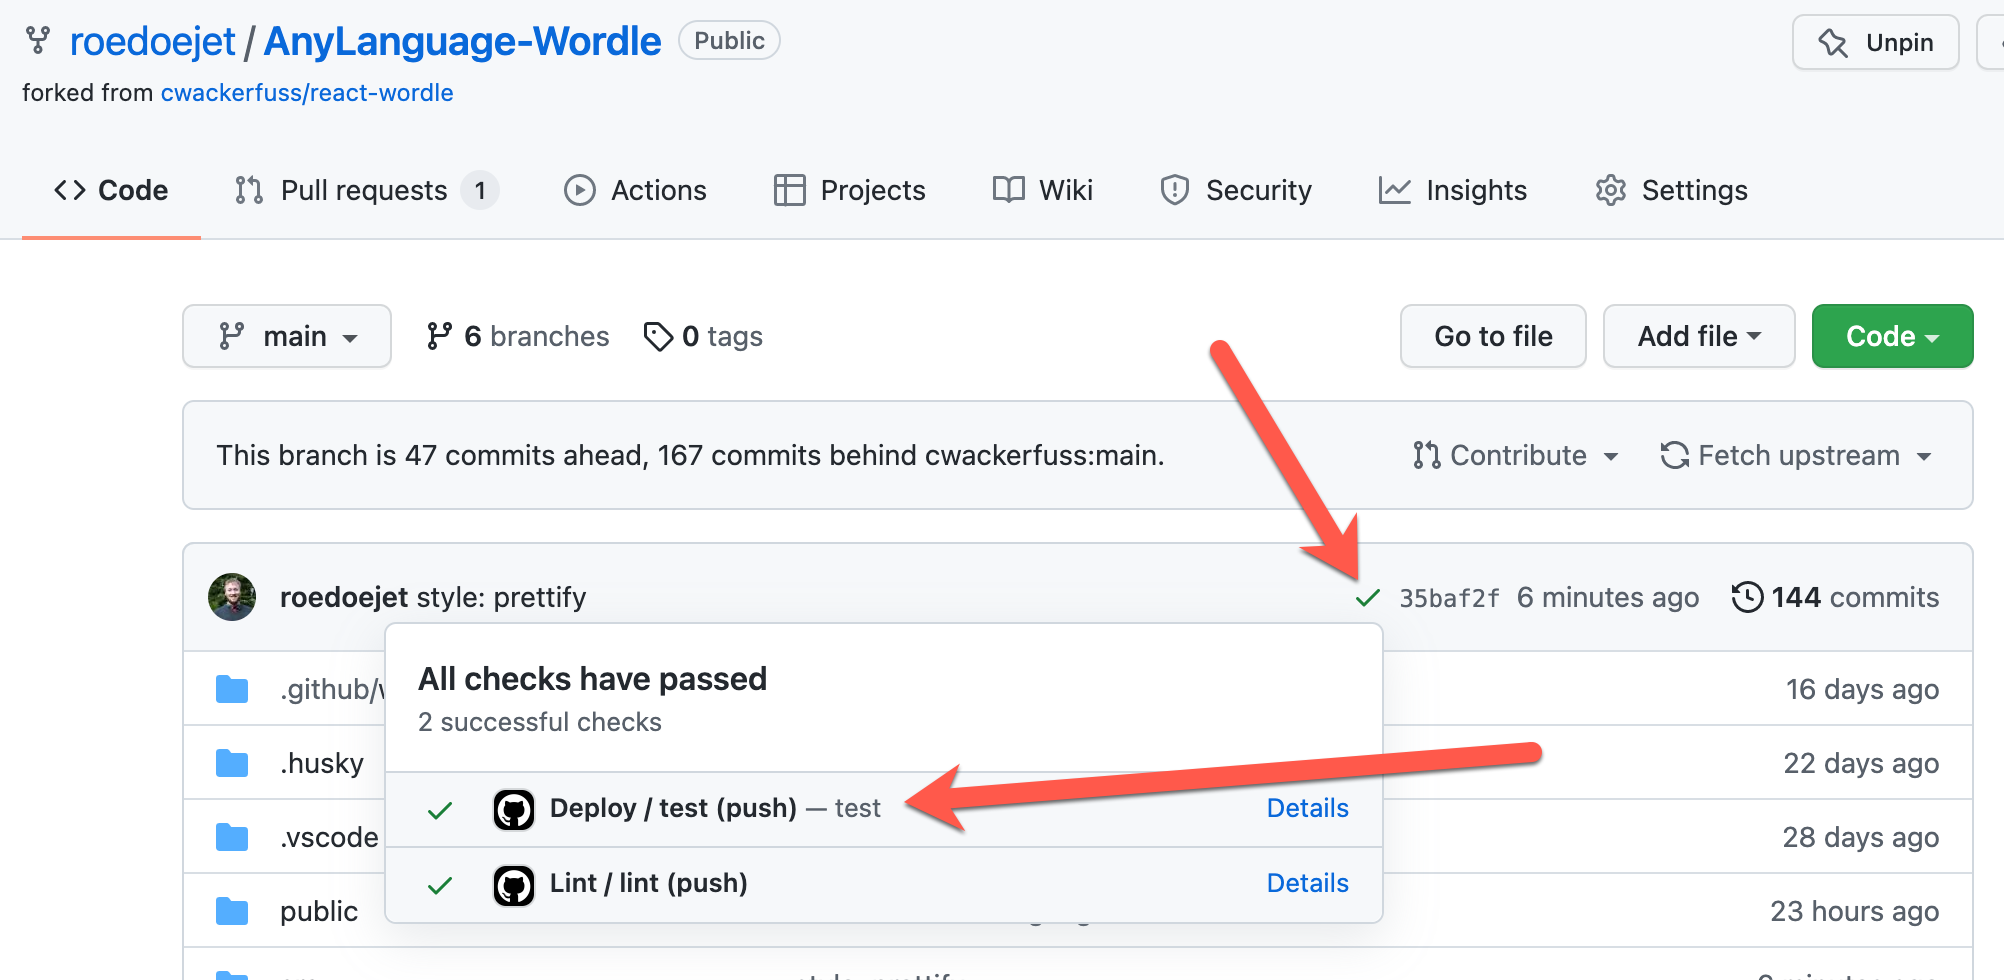 roedoejet / AnyLanguage-Wordle Public Unpin
forked from cwackerfuss/react-wordle
Code Pull requests 1 Actions Projects Wiki Security Insights Settings
main 6 branches 0 tags Go to file Add file Code
This branch is 47 commits ahead, 167 commits behind cwackerfuss:main. Contribute Fetch upstream
roedoejet style: prettify 35baf2f 6 minutes ago 144 commits
All checks have passed
2 successful checks
.github/ 16 days ago
.husky 22 days ago
Deploy / test (push) — test Details
.vscode 28 days ago
Lint / lint (push) Details
public 23 hours ago